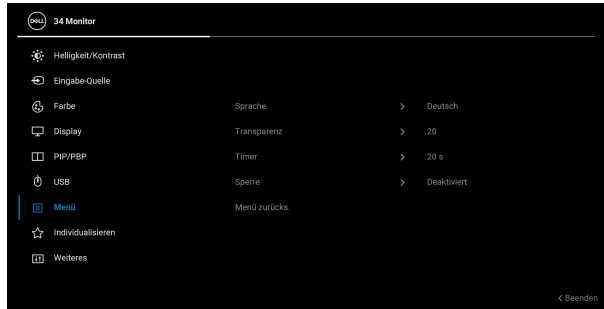 DELL 34 Monitor
Helligkeit/Kontrast
Eingabe-Quelle
Farbe Sprache > Deutsch
Display Transparenz > 20
PIP/PBP Timer > 20 s
USB Sperre > Deaktiviert
Menü Menü zurücks.
Individualisieren
Weiteres
< Beenden